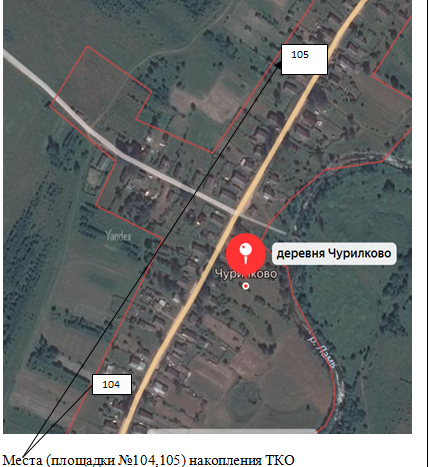 105
Yandex
деревня Чурилково
Чурилково
р. Ламь
104
Места (площадки №104,105) накопления ТКО